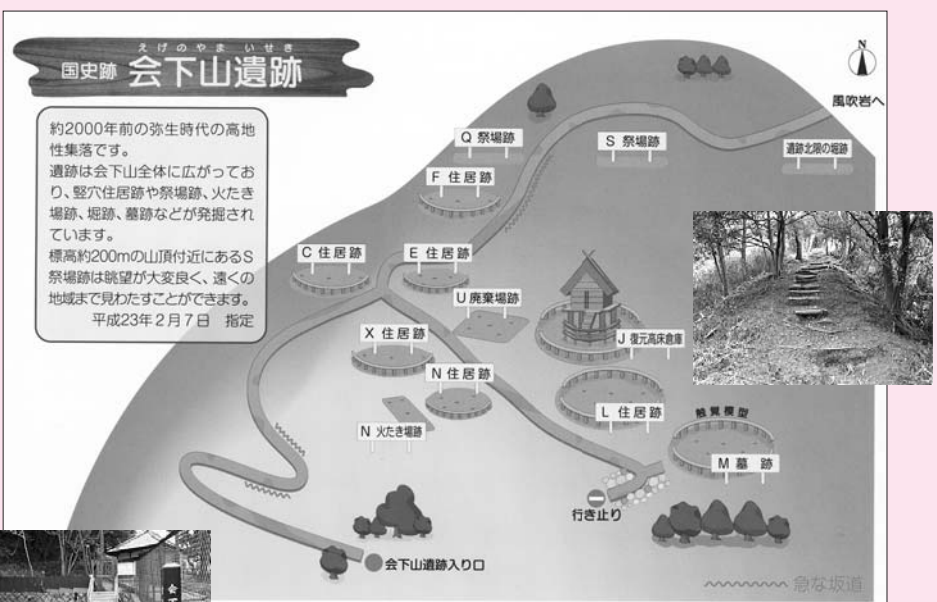 えげのやま いせき
国史跡 会下山遺跡
約2000年前の弥生時代の高地
性集落です。
遺跡は会下山全体に広がってお
り、竪穴住居跡や祭場跡、火たき
場跡、堀跡、墓跡などが発掘され
ています。
標高約200mの山頂付近にあるS
祭場跡は眺望が大変良く、遠くの
地域まで見わたすことができます。
平成23年2月7日 指定
N
風吹岩へ
Q 祭場跡
S 祭場跡
遺跡北限の堀跡
F 住居跡
C 住居跡
E 住居跡
U 廃棄場跡
J 復元高床倉庫
X 住居跡
N 住居跡
L 住居跡
触覚模型
N 火たき場跡
M 墓 跡
行き止り
会下山遺跡入り口
急な坂道
会下